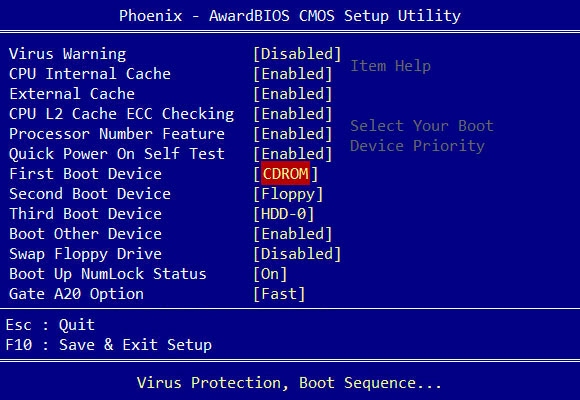 Phoenix - AwardBIOS CMOS Setup Utility
Virus Warning [Disabled]
CPU Internal Cache [Enabled]
External Cache [Enabled]
CPU L2 Cache ECC Checking [Enabled]
Processor Number Feature [Enabled]
Quick Power On Self Test [Enabled]
First Boot Device [CDROM]
Second Boot Device [Floppy]
Third Boot Device [HDD-0]
Boot Other Device [Enabled]
Swap Floppy Drive [Disabled]
Boot Up NumLock Status [On]
Gate A20 Option [Fast]
Item Help
Select Your Boot
Device Priority
Esc : Quit
F10 : Save & Exit Setup
Virus Protection, Boot Sequence...